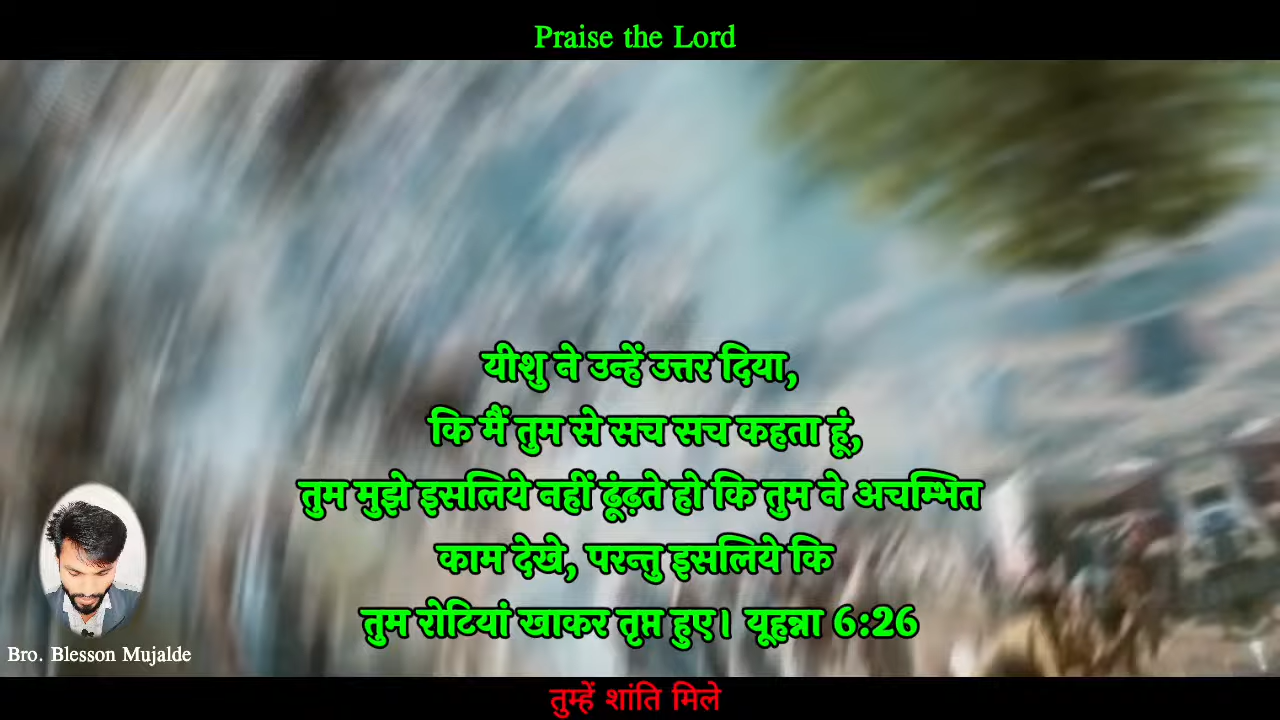 Praise the Lord
यीशु ने उन्हें उत्तर दिया,
कि मैं तुम से सच सच कहता हूं,
तुम मुझे इसलिये नहीं ढूंढ़ते हो कि तुम ने अचम्भित
काम देखे, परन्तु इसलिये कि
तुम रोटियां खाकर तृप्त हुए। यूहन्ना 6:26
Bro. Blesson Mujalde
तुम्हें शांति मिले